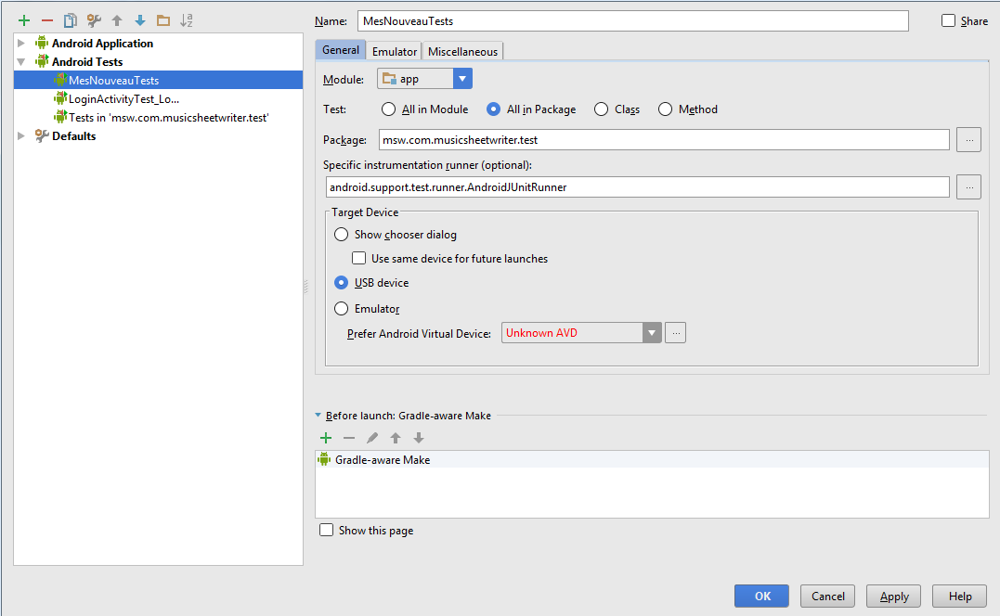 Name: MesNouveauTests Share
Android Application
Android Tests
MesNouveauTests
LoginActivityTest_Lo...
Tests in 'msw.com.musicsheetwriter.test'
Defaults
General Emulator Miscellaneous
Module: app
Test: All in Module All in Package Class Method
Package: msw.com.musicsheetwriter.test ...
Specific instrumentation runner (optional):
android.support.test.runner.AndroidJUnitRunner ...
Target Device
Show chooser dialog
Use same device for future launches
USB device
Emulator
Prefer Android Virtual Device: Unknown AVD ...
Before launch: Gradle-aware Make
Gradle-aware Make
Show this page
OK Cancel Apply Help